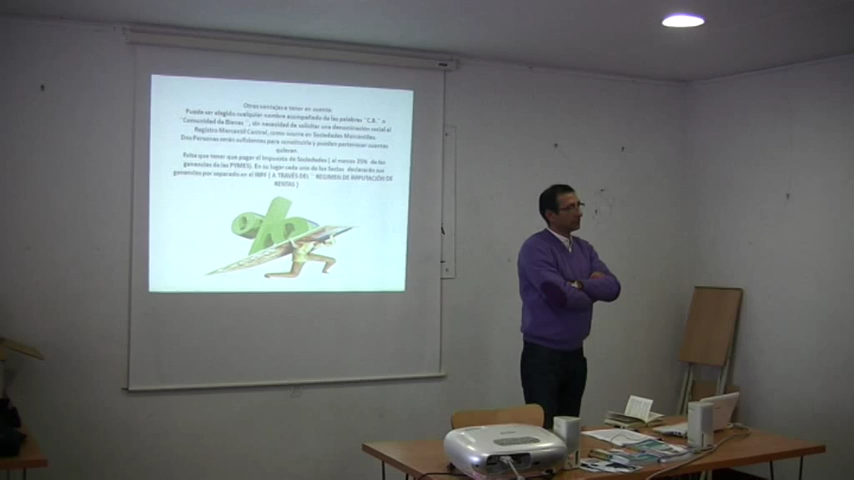 Otras ventajas a tener en cuenta:
Puede ser elegido cualquier nombre acompañado de las palabras ¨C.B.¨ o
¨Comunidad de Bienes¨, sin necesidad de solicitar una denominación social al
Registro Mercantil Central, como ocurre en Sociedades Mercantiles.
Dos Personas serán suficientes para constituirla y pueden pertenecer cuantas
quieran.
Evita que tener que pagar el Impuesto de Sociedades ( al menos 25% de las
ganancias de las PYMES). En su lugar cada uno de los Socios declararán sus
ganancias por separado en el IRPF ( A TRAVÉS DEL ¨ REGIMEN DE IMPUTACIÓN DE
RENTAS )